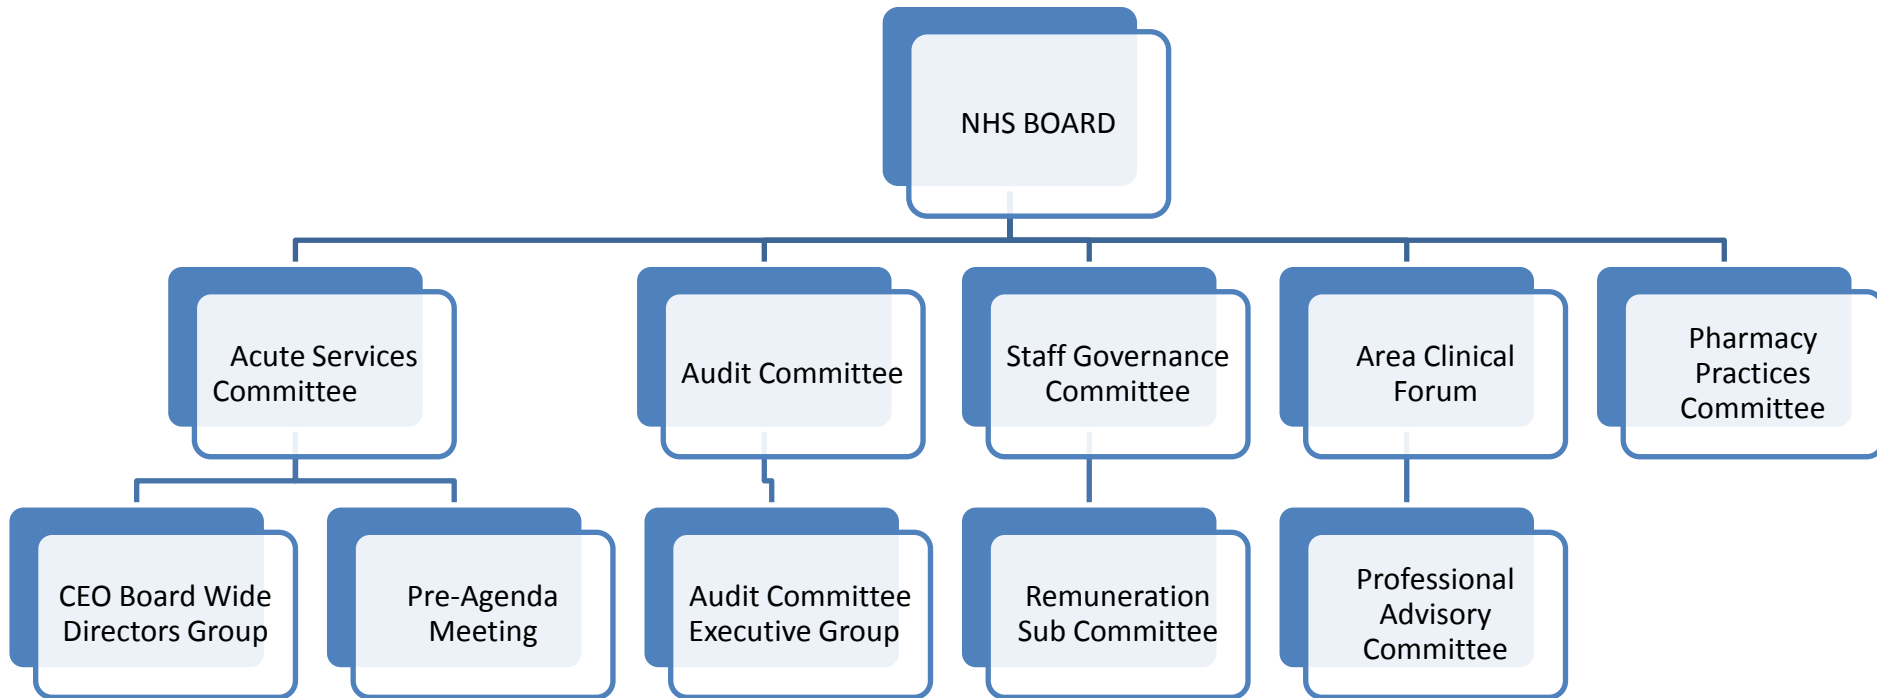 NHS BOARD
Acute Services
Committee
Audit Committee
Staff Governance
Committee
Area Clinical
Forum
Pharmacy
Practices
Committee
CEO Board Wide
Directors Group
Pre-Agenda
Meeting
Audit Committee
Executive Group
Remuneration
Sub Committee
Professional
Advisory
Committee